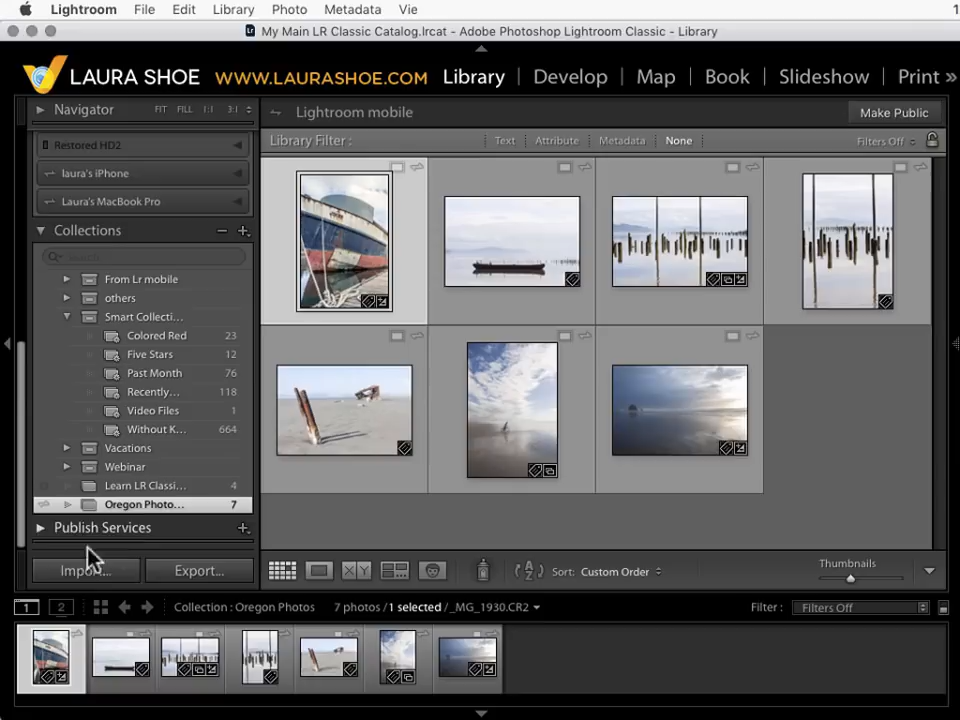 Lightroom File Edit Library Photo Metadata Vie 1
Lr My Main LR Classic Catalog.lrcat - Adobe Photoshop Lightroom Classic - Library
LAURA SHOE WWW.LAURASHOE.COM Library | Develop | Map | Book | Slideshow | Print »
Navigator FIT FILL 1:1 3:1
Lightroom mobile Make Public
Restored HD2
Library Filter : Text | Attribute | Metadata | None Filters Off
laura's iPhone
Laura's MacBook Pro
Collections − +
From Lr mobile
others
Smart Collecti...
Colored Red 23
Five Stars 12
Past Month 76
Recently... 118
Video Files 1
Without K... 664
Vacations
Webinar
Learn LR Classi... 4
Oregon Photo... 7
Publish Services +
Import... Export...
XY A Z Sort: Custom Order Thumbnails
1 2 Collection : Oregon Photos 7 photos / 1 selected / _MG_1930.CR2 Filter : Filters Off